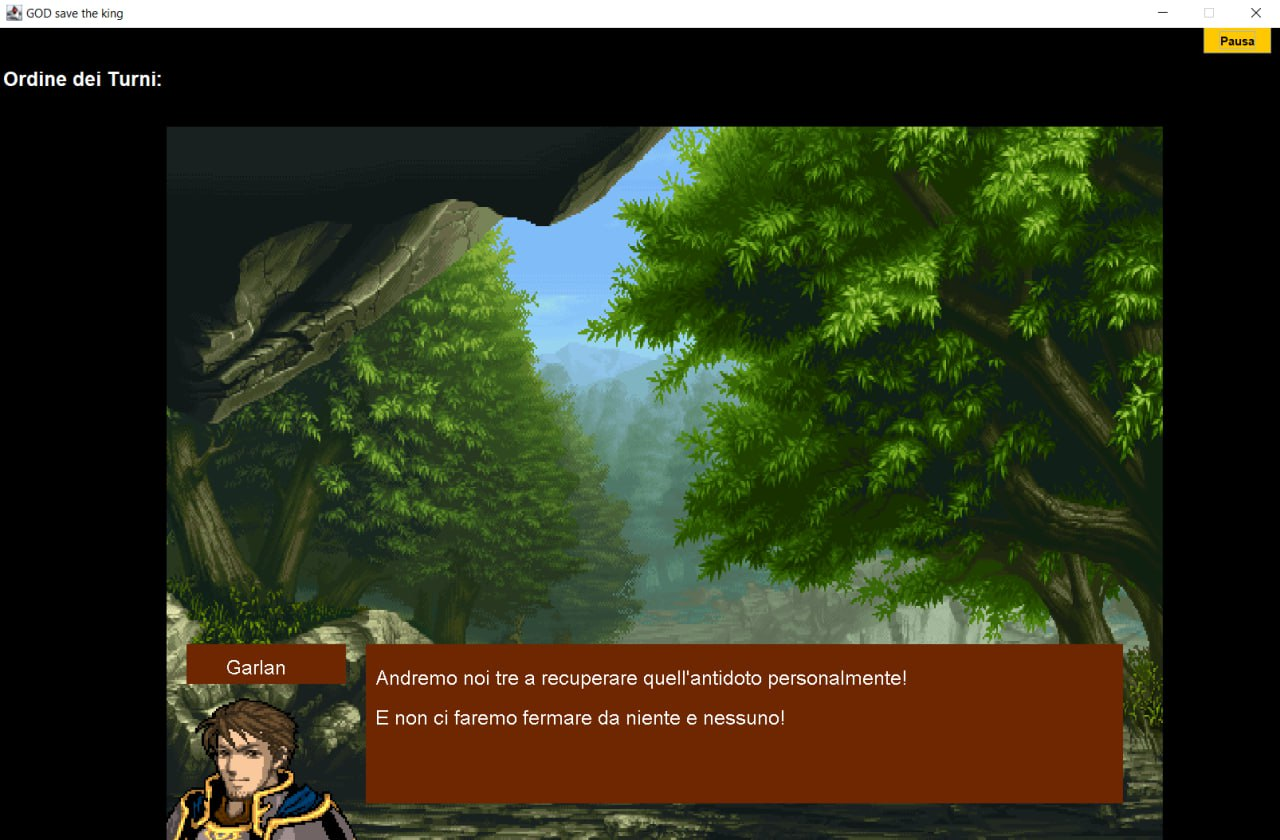 GOD save the king
Pausa
Ordine dei Turni:
Garlan
Andremo noi tre a recuperare quell'antidoto personalmente!
E non ci faremo fermare da niente e nessuno!